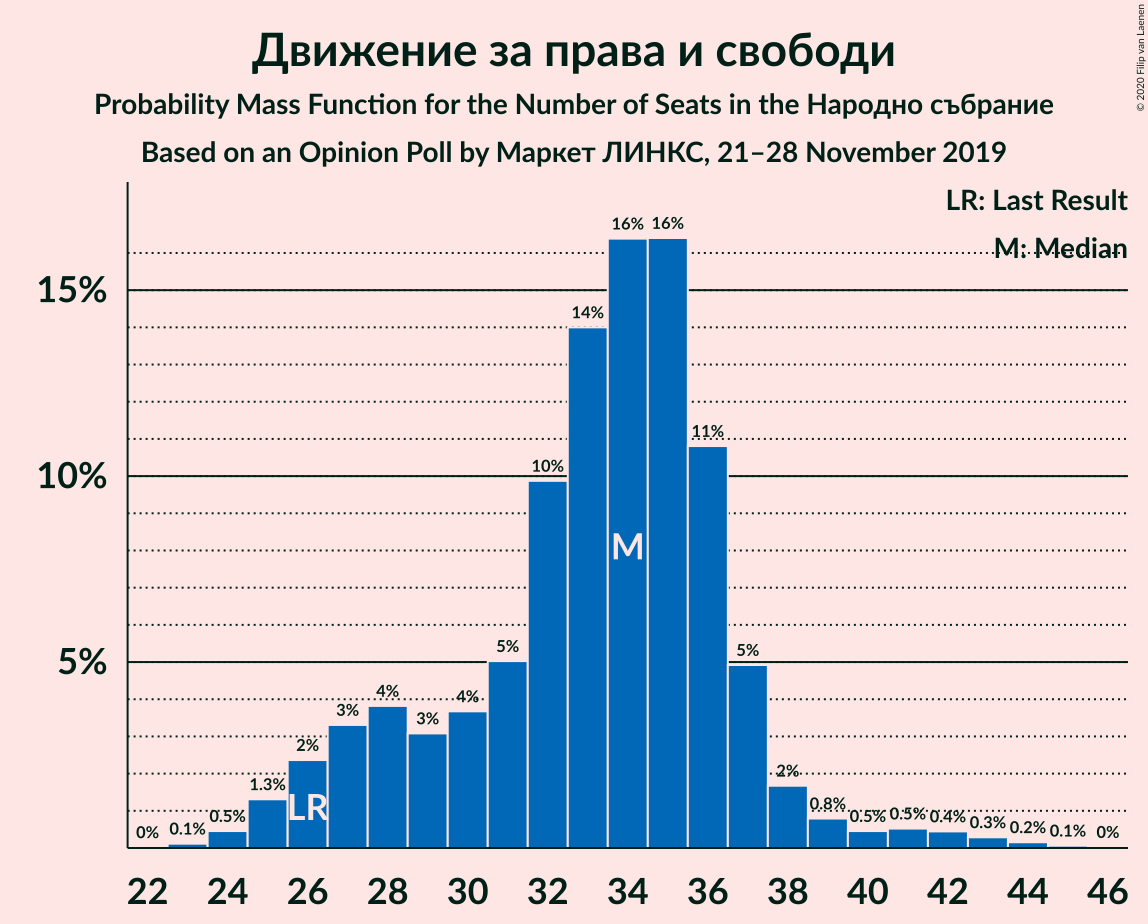 Движение за права и свободи
Probability Mass Function for the Number of Seats in the Народно събрание
Based on an Opinion Poll by Маркет ЛИНКС, 21–28 November 2019
© 2020 Filip van Laenen
LR: Last Result
M: Median
15%
10%
5%
0% 0.1% 0.5% 1.3% 2% 3% 4% 3% 4% 5% 10% 14% 16% 16% 11% 5% 2% 0.8% 0.5% 0.5% 0.4% 0.3% 0.2% 0.1% 0%
LR
M
22 24 26 28 30 32 34 36 38 40 42 44 46